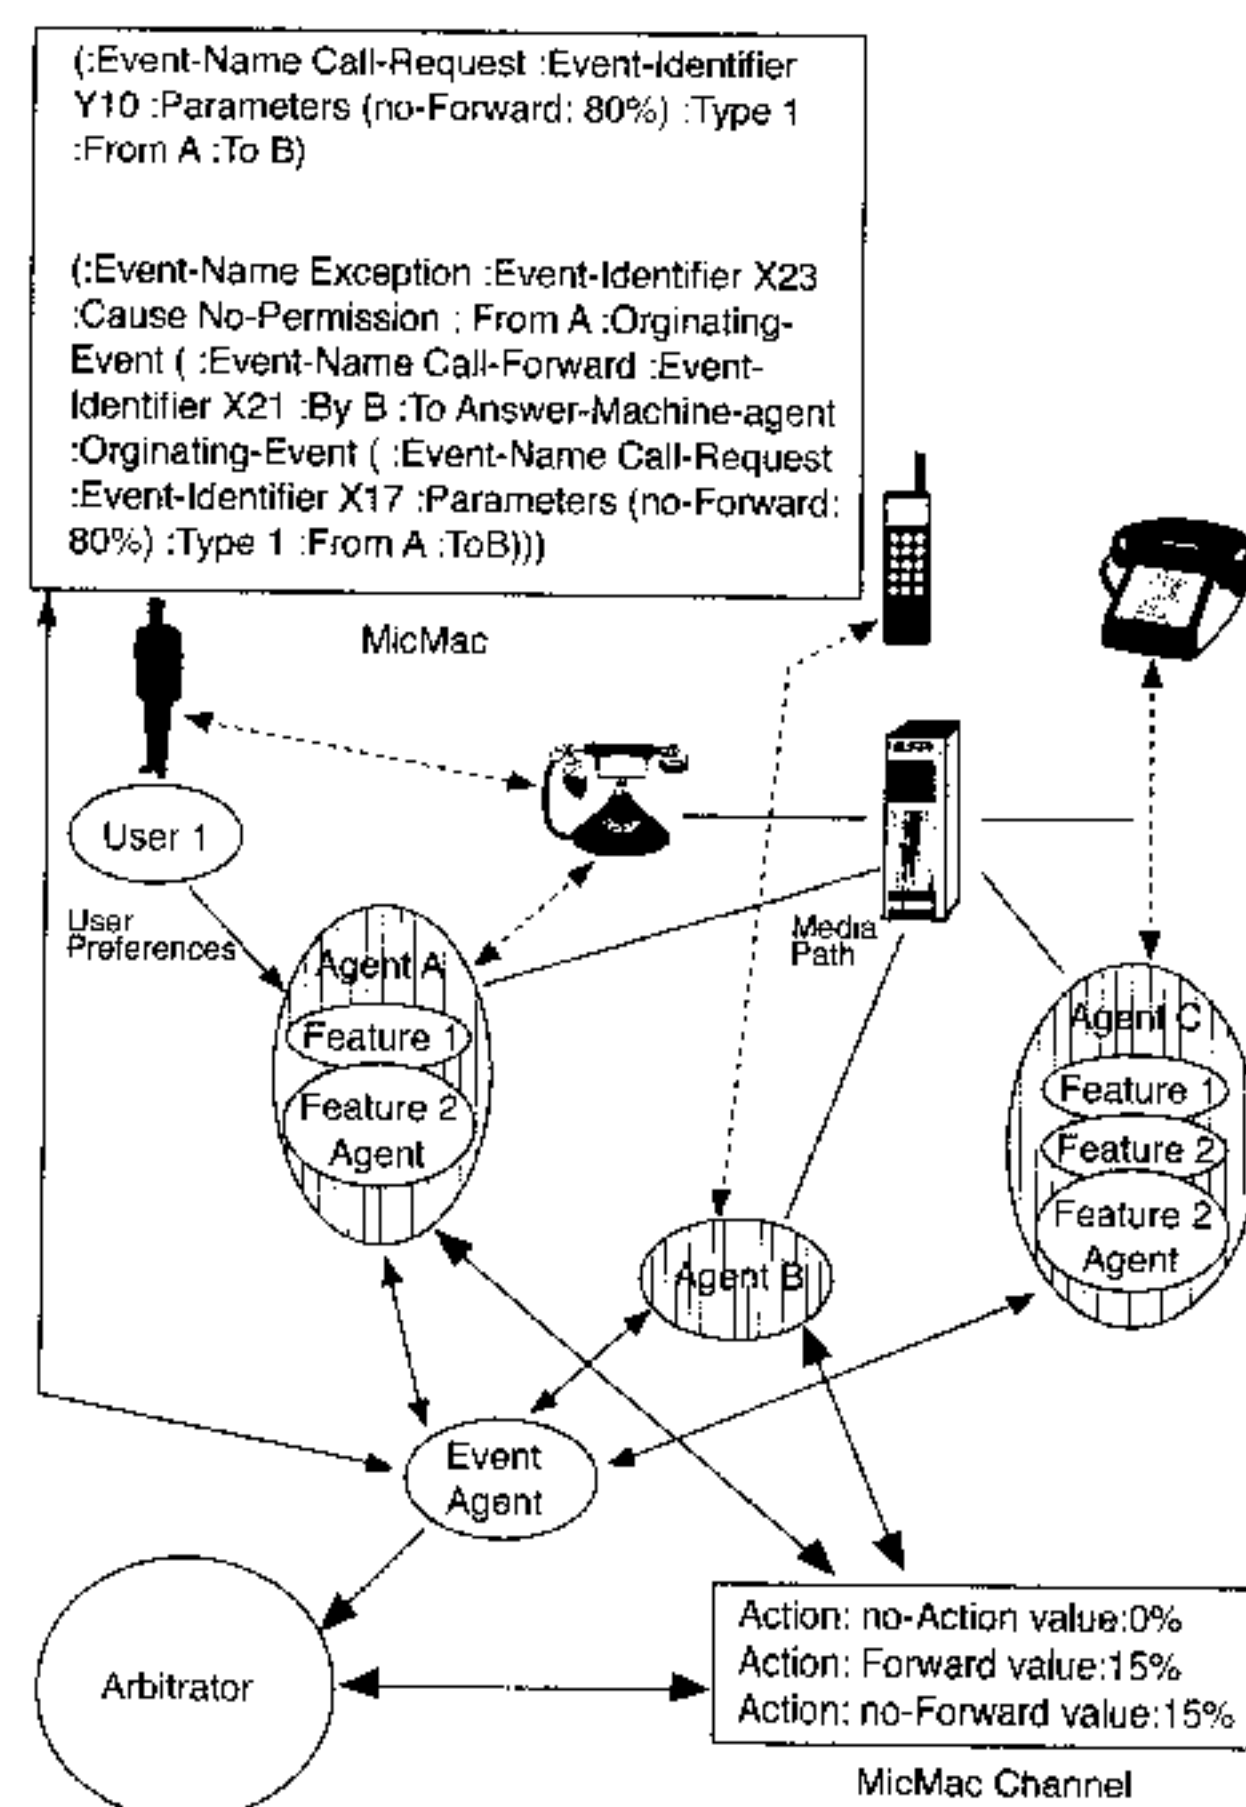 (:Event-Name Call-Request :Event-Identifier
Y10 :Parameters (no-Forward: 80%) :Type 1
:From A :To B)
(:Event-Name Exception :Event-Identifier X23
:Cause No-Permission : From A :Orginating-
Event ( :Event-Name Call-Forward :Event-
Identifier X21 :By B :To Answer-Machine-agent
:Orginating-Event ( :Event-Name Call-Request
:Event-Identifier X17 :Parameters (no-Forward:
80%) :Type 1 :From A :ToB)))
MicMac
User 1
User
Preferences
Media
Path
Agent A
Feature 1
Feature 2
Agent
Agent C
Feature 1
Feature 2
Feature 2
Agent
Agent B
Event
Agent
Arbitrator
Action: no-Action value:0%
Action: Forward value:15%
Action: no-Forward value:15%
MicMac Channel